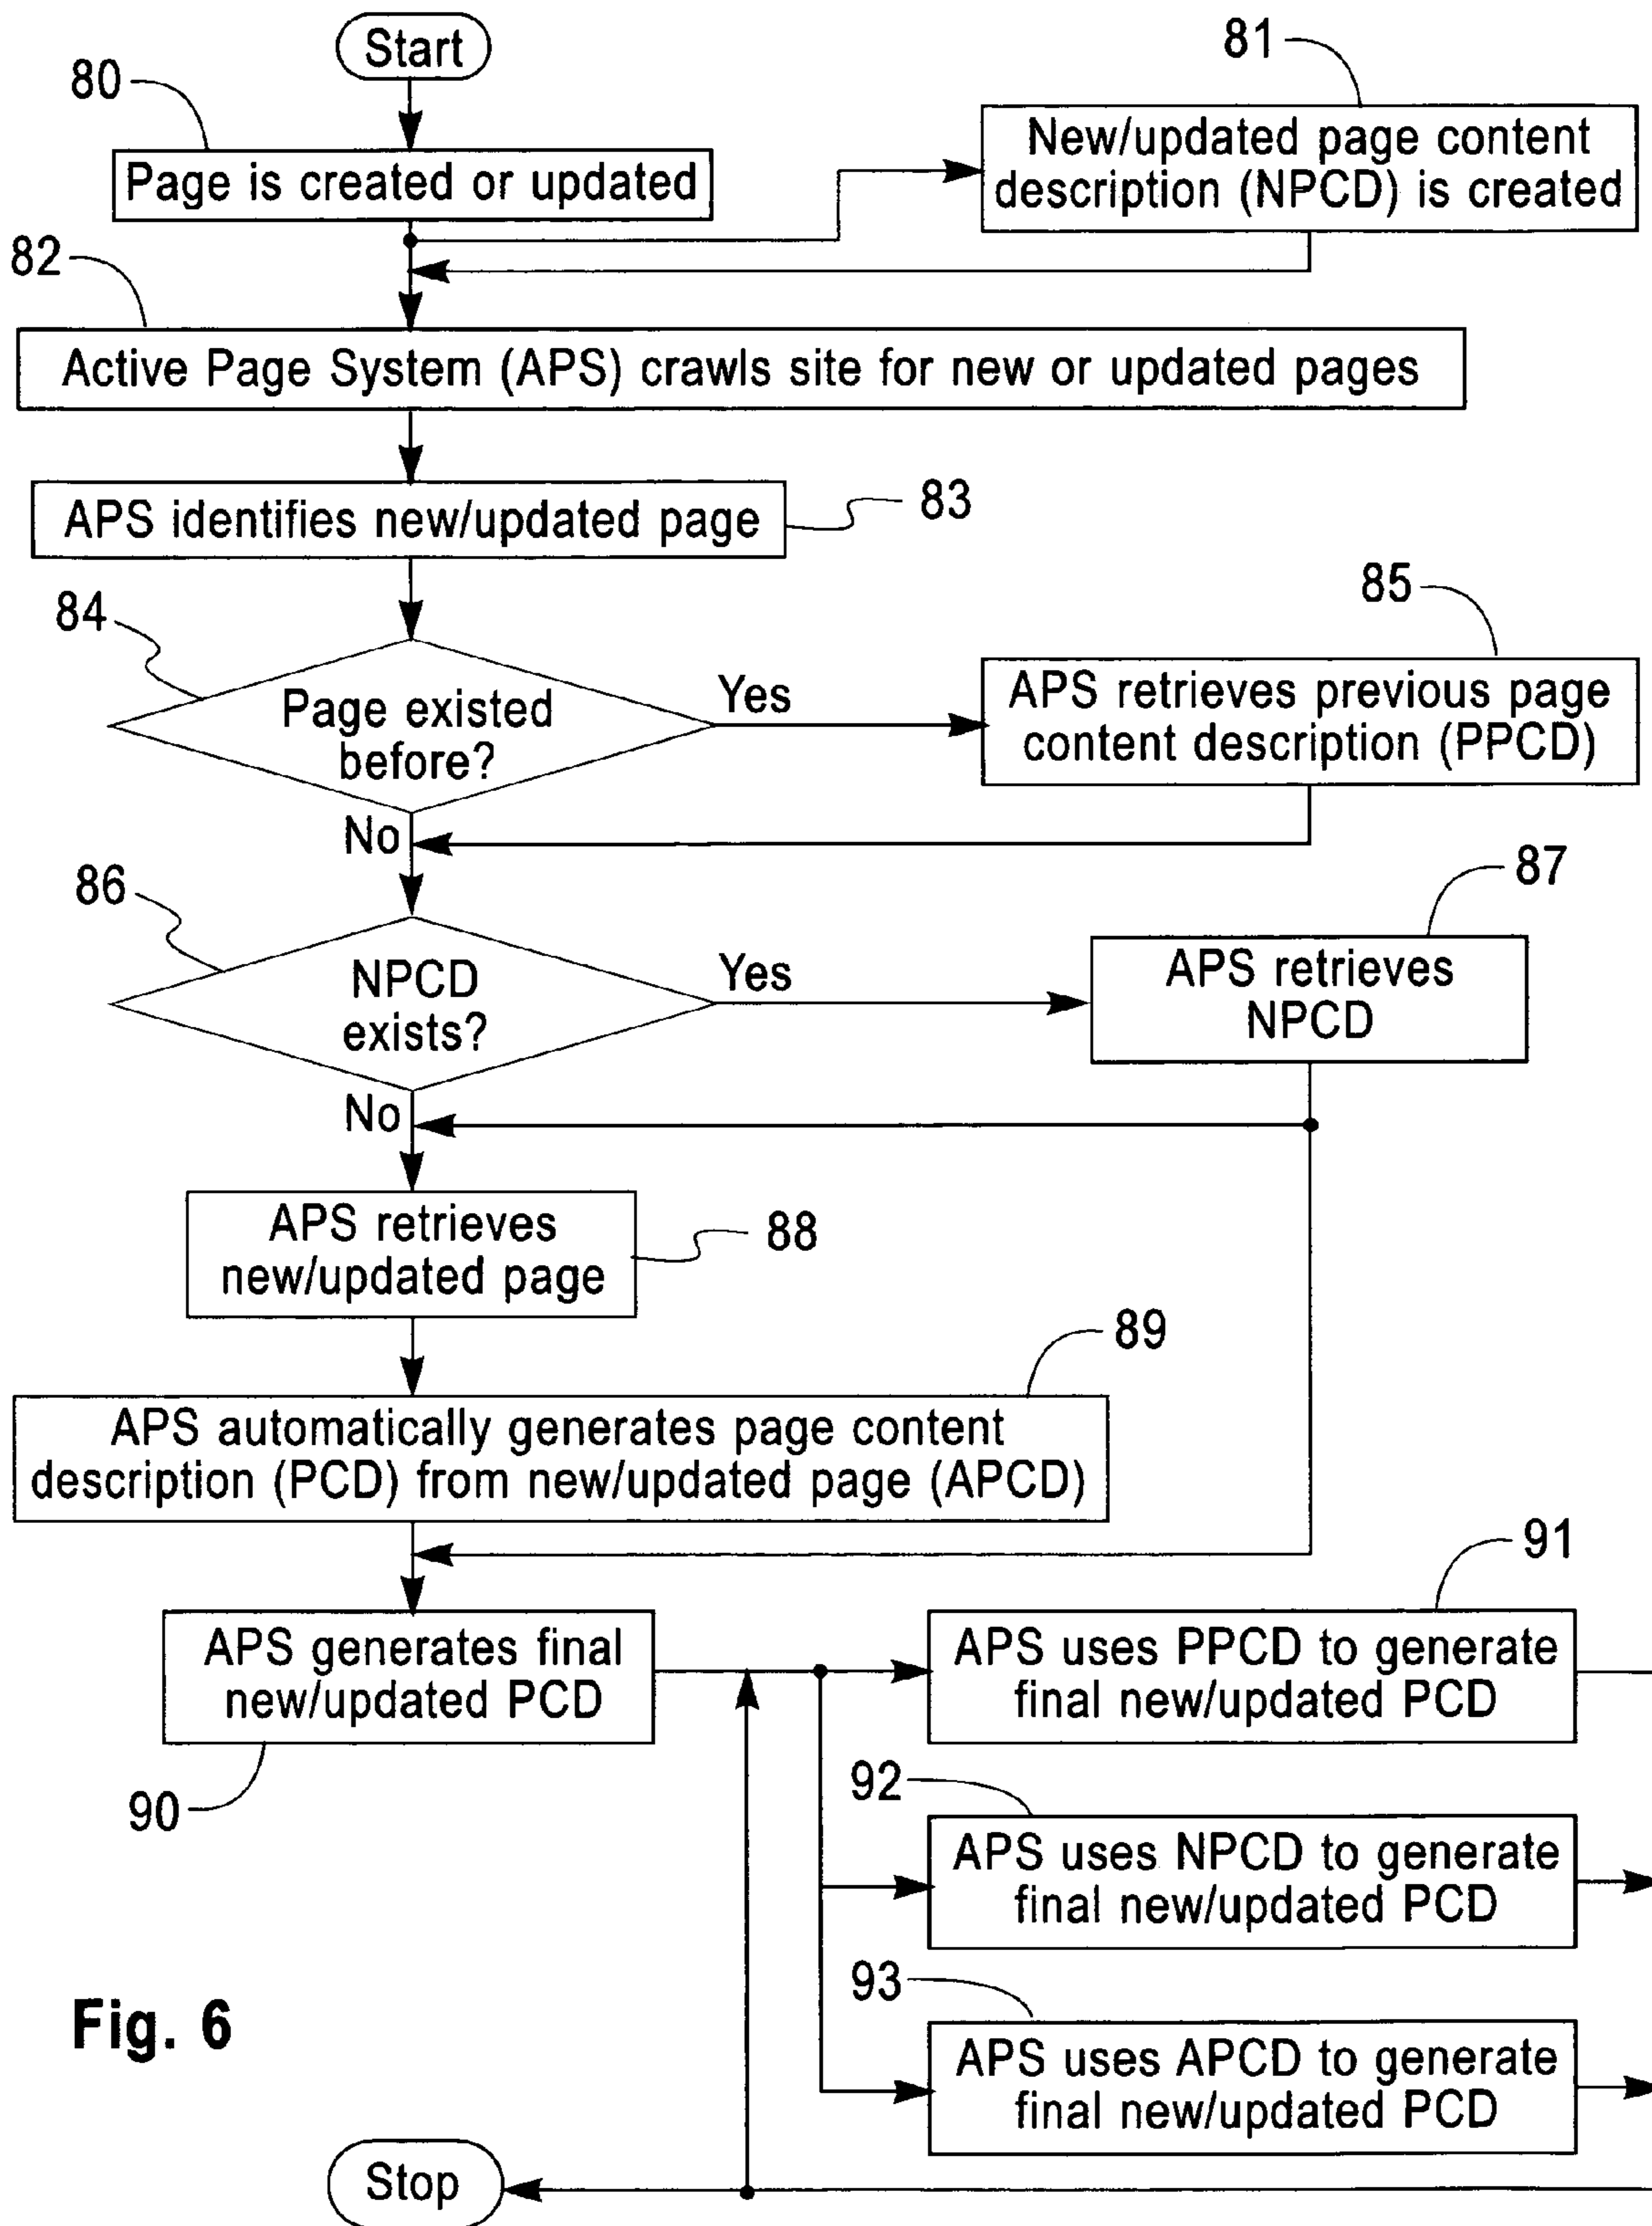 Start
80
81
Page is created or updated
New/updated page content
description (NPCD) is created
82
Active Page System (APS) crawls site for new or updated pages
APS identifies new/updated page
83
84
85
Page existed
before?
Yes
APS retrieves previous page
content description (PPCD)
No
86
87
NPCD
exists?
Yes
APS retrieves
NPCD
No
APS retrieves
new/updated page
88
89
APS automatically generates page content
description (PCD) from new/updated page (APCD)
91
APS generates final
new/updated PCD
APS uses PPCD to generate
final new/updated PCD
90
92
APS uses NPCD to generate
final new/updated PCD
93
Fig. 6
APS uses APCD to generate
final new/updated PCD
Stop